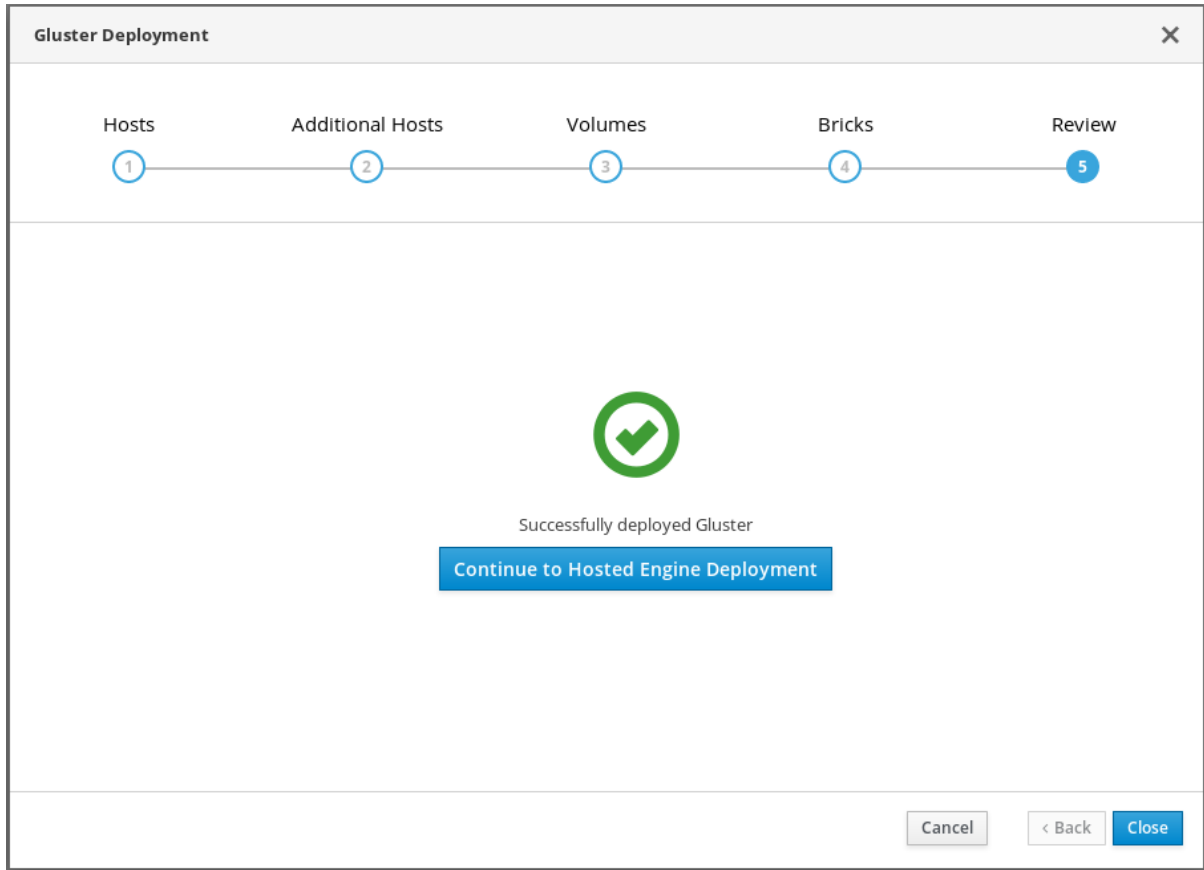 Gluster Deployment
Hosts Additional Hosts Volumes Bricks Review
1 2 3 4 5
Successfully deployed Gluster
Continue to Hosted Engine Deployment
Cancel < Back Close